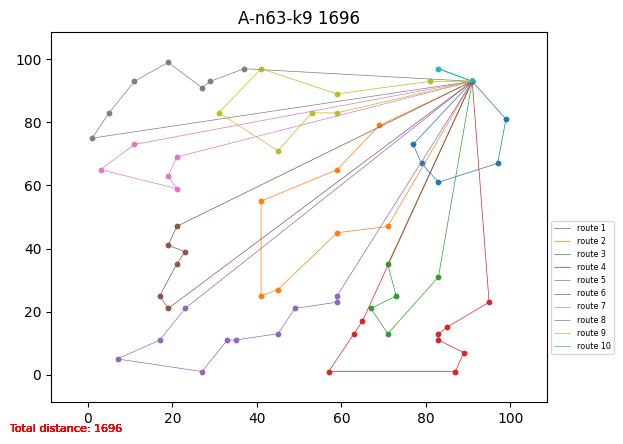 A-n63-k9 1696
100
80
60
40
20
0
0 20 40 60 80 100
route 1
route 2
route 3
route 4
route 5
route 6
route 7
route 8
route 9
route 10
Total distance: 1696